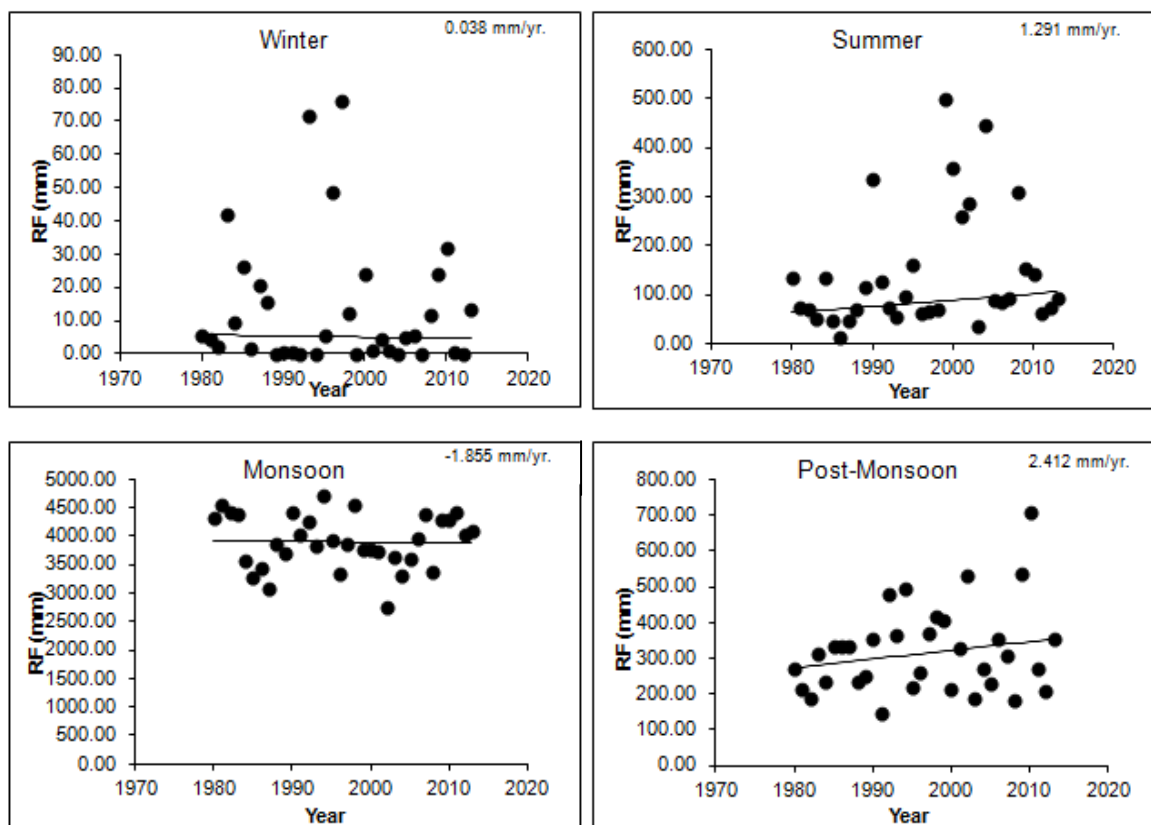 Winter
0.038 mm/yr.
90.00
80.00
70.00
60.00
50.00
40.00
30.00
20.00
10.00
0.00
RF (mm)
1970 1980 1990 2000 2010 2020
Year
Summer
1.291 mm/yr.
600.00
500.00
400.00
300.00
200.00
100.00
0.00
RF (mm)
1970 1980 1990 2000 2010 2020
Year
Monsoon
-1.855 mm/yr.
5000.00
4500.00
4000.00
3500.00
3000.00
2500.00
2000.00
1500.00
1000.00
500.00
0.00
RF (mm)
1970 1980 1990 2000 2010 2020
Year
Post-Monsoon
2.412 mm/yr.
800.00
700.00
600.00
500.00
400.00
300.00
200.00
100.00
0.00
RF (mm)
1970 1980 1990 2000 2010 2020
Year